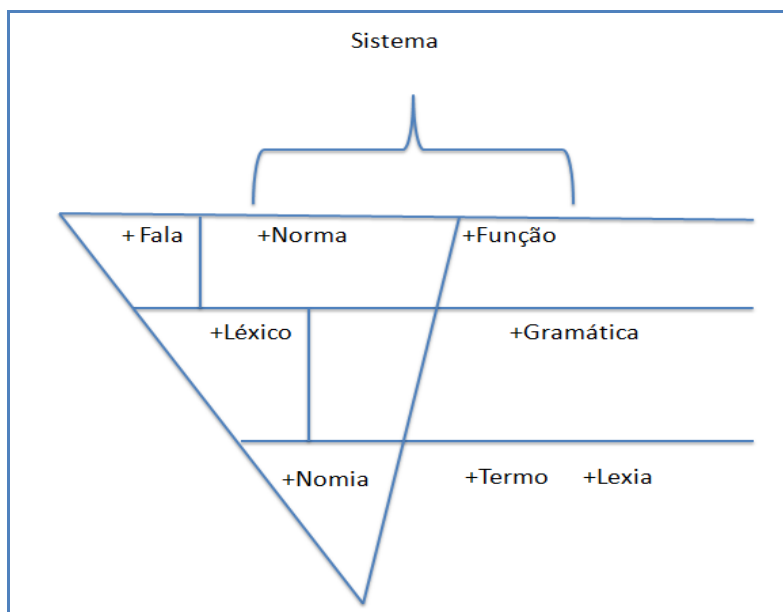 Sistema
+ Fala +Norma +Função
+Léxico +Gramática
+Nomia +Termo +Lexia